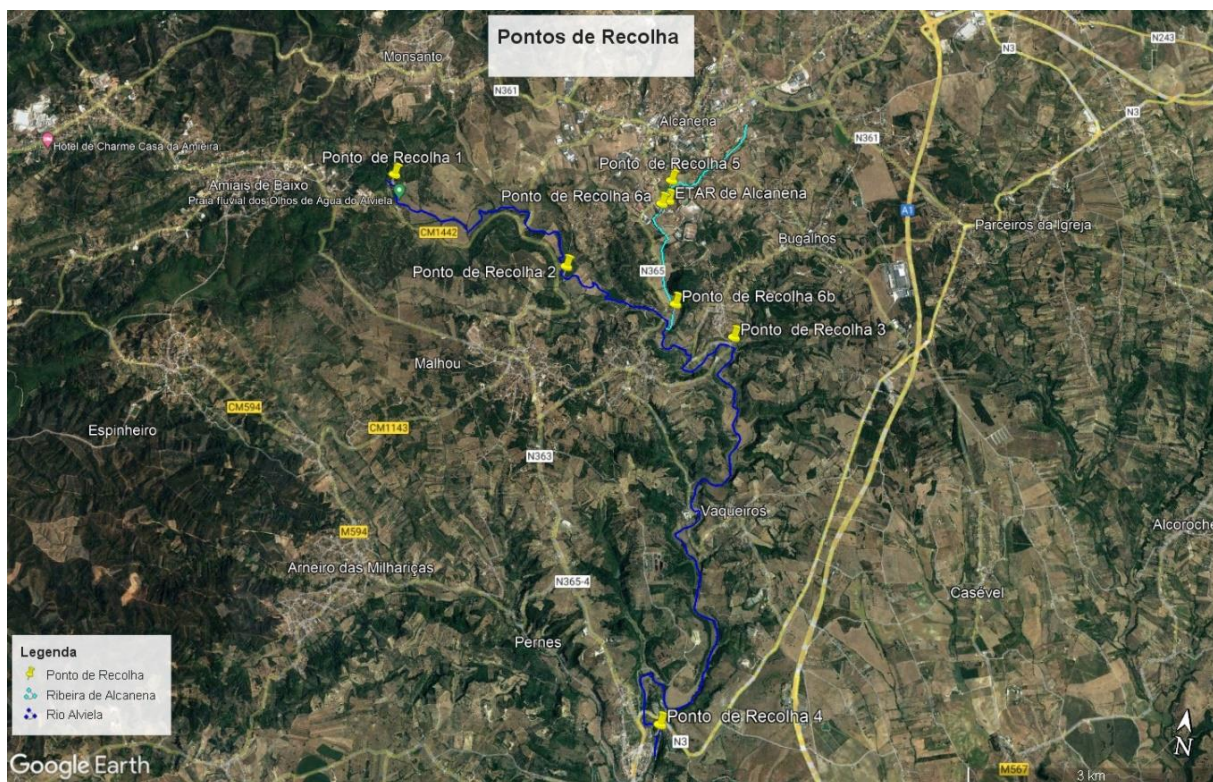 Pontos de Recolha
N243
N3
Monsanto
N361
N3
Alcanena
N361
Hotel de Charme Casa da Amieira
Ponto de Recolha 1
Ponto de Recolha 5
Amiais de Baixo
Praia fluvial dos Olhos de Água do Alviela
Ponto de Recolha 6a
ETAR de Alcanena
A1
Parceiros da Igreja
CM1442
Bugalhos
Ponto de Recolha 2
N365
Ponto de Recolha 6b
Ponto de Recolha 3
Malhou
CM594
Espinheiro
CM1143
N363
Vaqueiros
Alcoroche
M594
Arneiro das Milhariças
N365-4
Casével
Pernes
Legenda
Ponto de Recolha
Ribeira de Alcanena
Rio Alviela
Ponto de Recolha 4
N3
N
Google Earth
M567
3 km